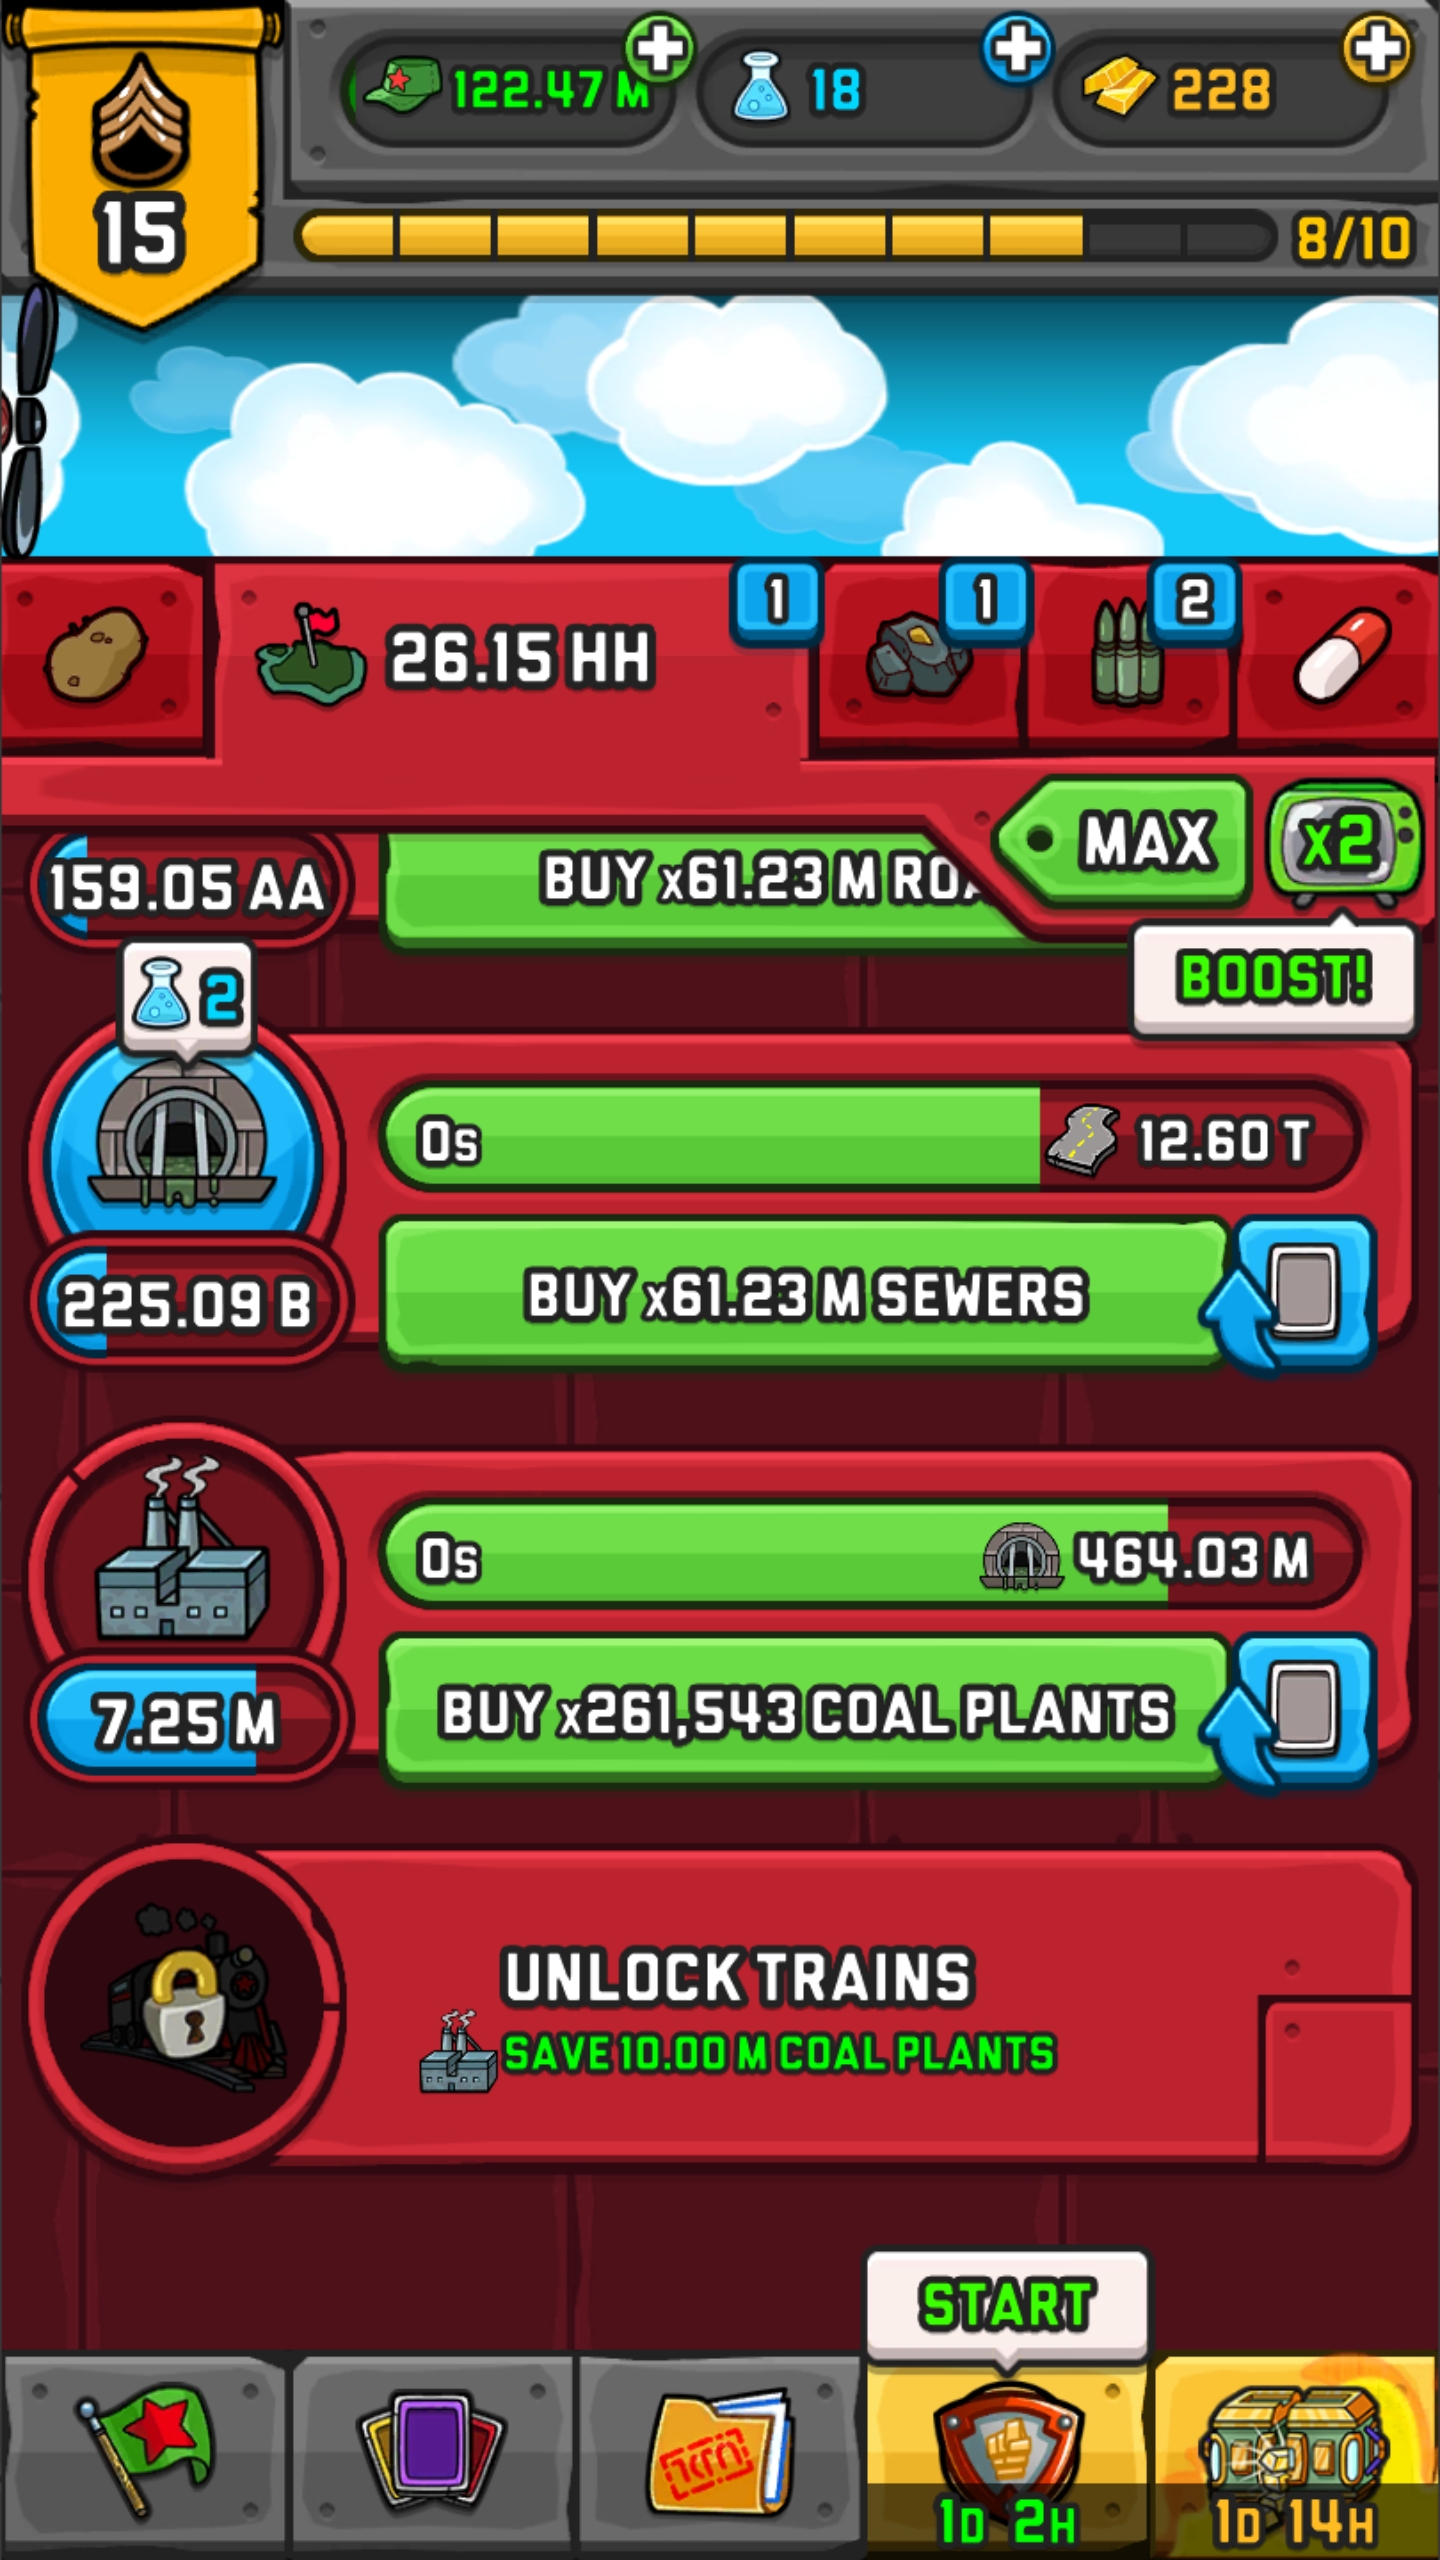 122.47 M
18
228
15
8/10
1
1
2
26.15 HH
MAX
x2
159.05 AA
BUY x61.23 M
BOOST!
2
0s
12.60 T
225.09 B
BUY x61.23 M SEWERS
0s
464.03 M
7.25 M
BUY x261,543 COAL PLANTS
UNLOCK TRAINS
SAVE 10.00 M COAL PLANTS
START
1D 2H
1D 14H